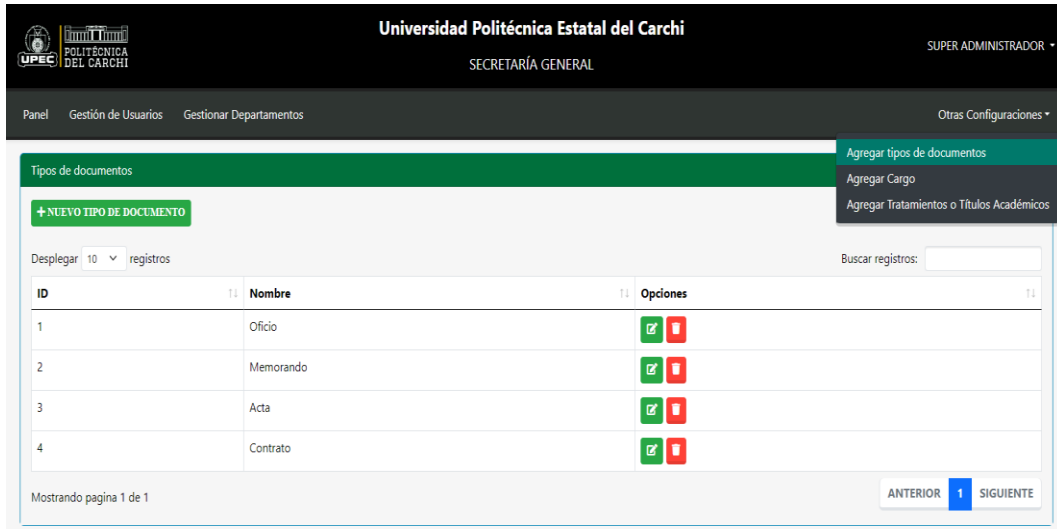 UPEC
POLITÉCNICA
DEL CARCHI
Universidad Politécnica Estatal del Carchi
SECRETARÍA GENERAL
SUPER ADMINISTRADOR
Panel Gestión de Usuarios Gestionar Departamentos Otras Configuraciones
Agregar tipos de documentos
Agregar Cargo
Agregar Tratamientos o Títulos Académicos
Tipos de documentos
+ NUEVO TIPO DE DOCUMENTO
Desplegar 10 registros Buscar registros:
ID Nombre Opciones
1 Oficio
2 Memorando
3 Acta
4 Contrato
Mostrando pagina 1 de 1 ANTERIOR 1 SIGUIENTE